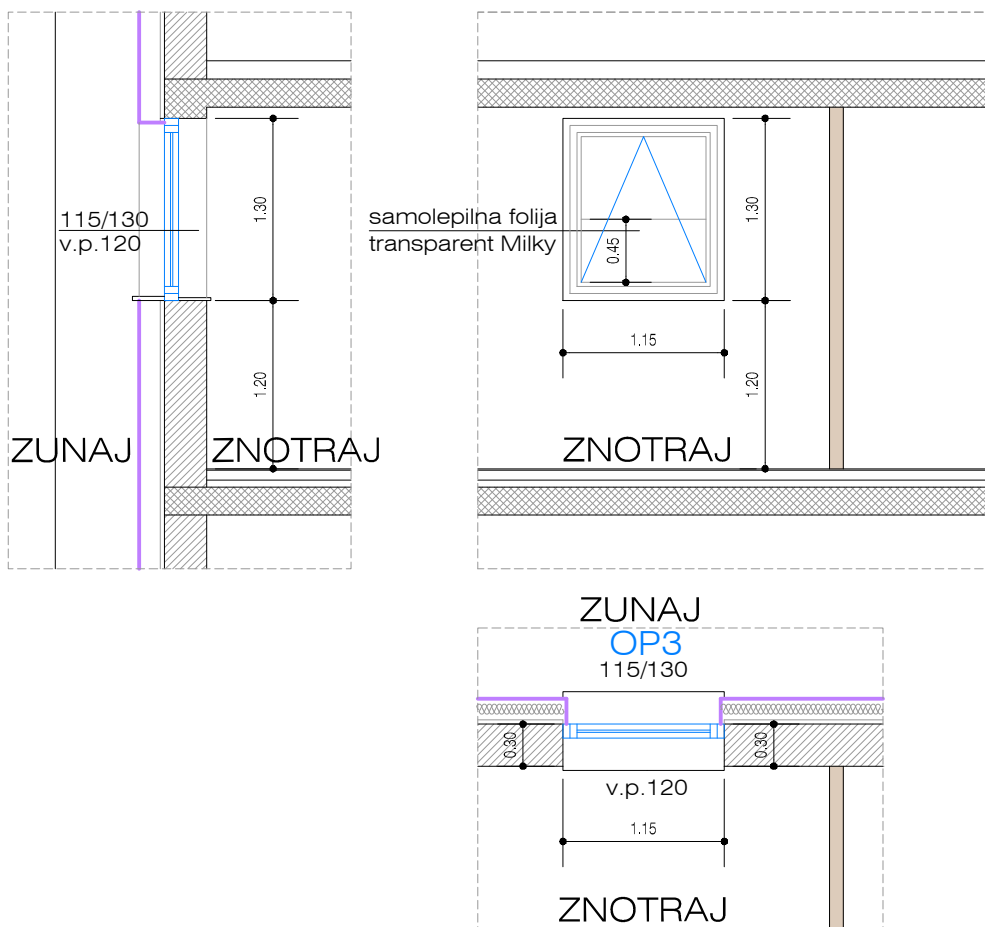 115/130
v.p.120
1.30
1.20
ZUNAJ
ZNOTRAJ
samolepilna folija
transparent Milky
0.45
1.30
1.15
1.20
ZNOTRAJ
ZUNAJ
OP3
115/130
0.30
0.30
v.p.120
1.15
ZNOTRAJ